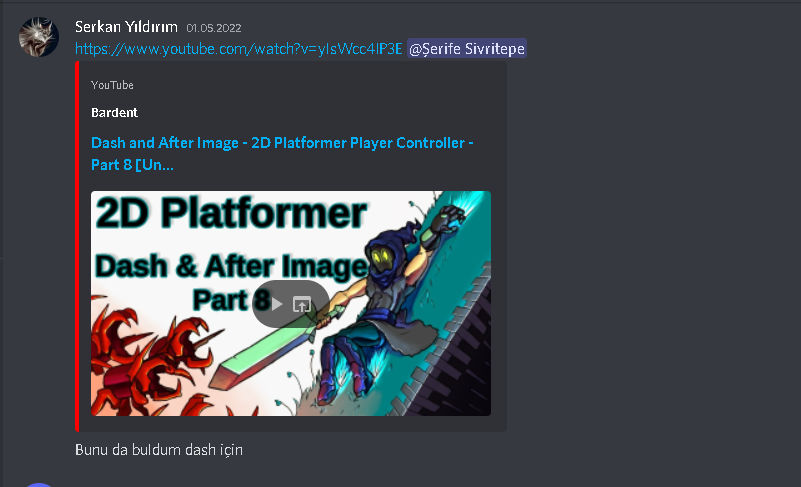 Serkan Yıldırım 01.05.2022
https://www.youtube.com/watch?v=yIsWcc4IP3E @Şerife Sivritepe
YouTube
Bardent
Dash and After Image - 2D Platformer Player Controller -
Part 8 [Un...
2D Platformer
Dash & After Image
Part 8
Bunu da buldum dash için